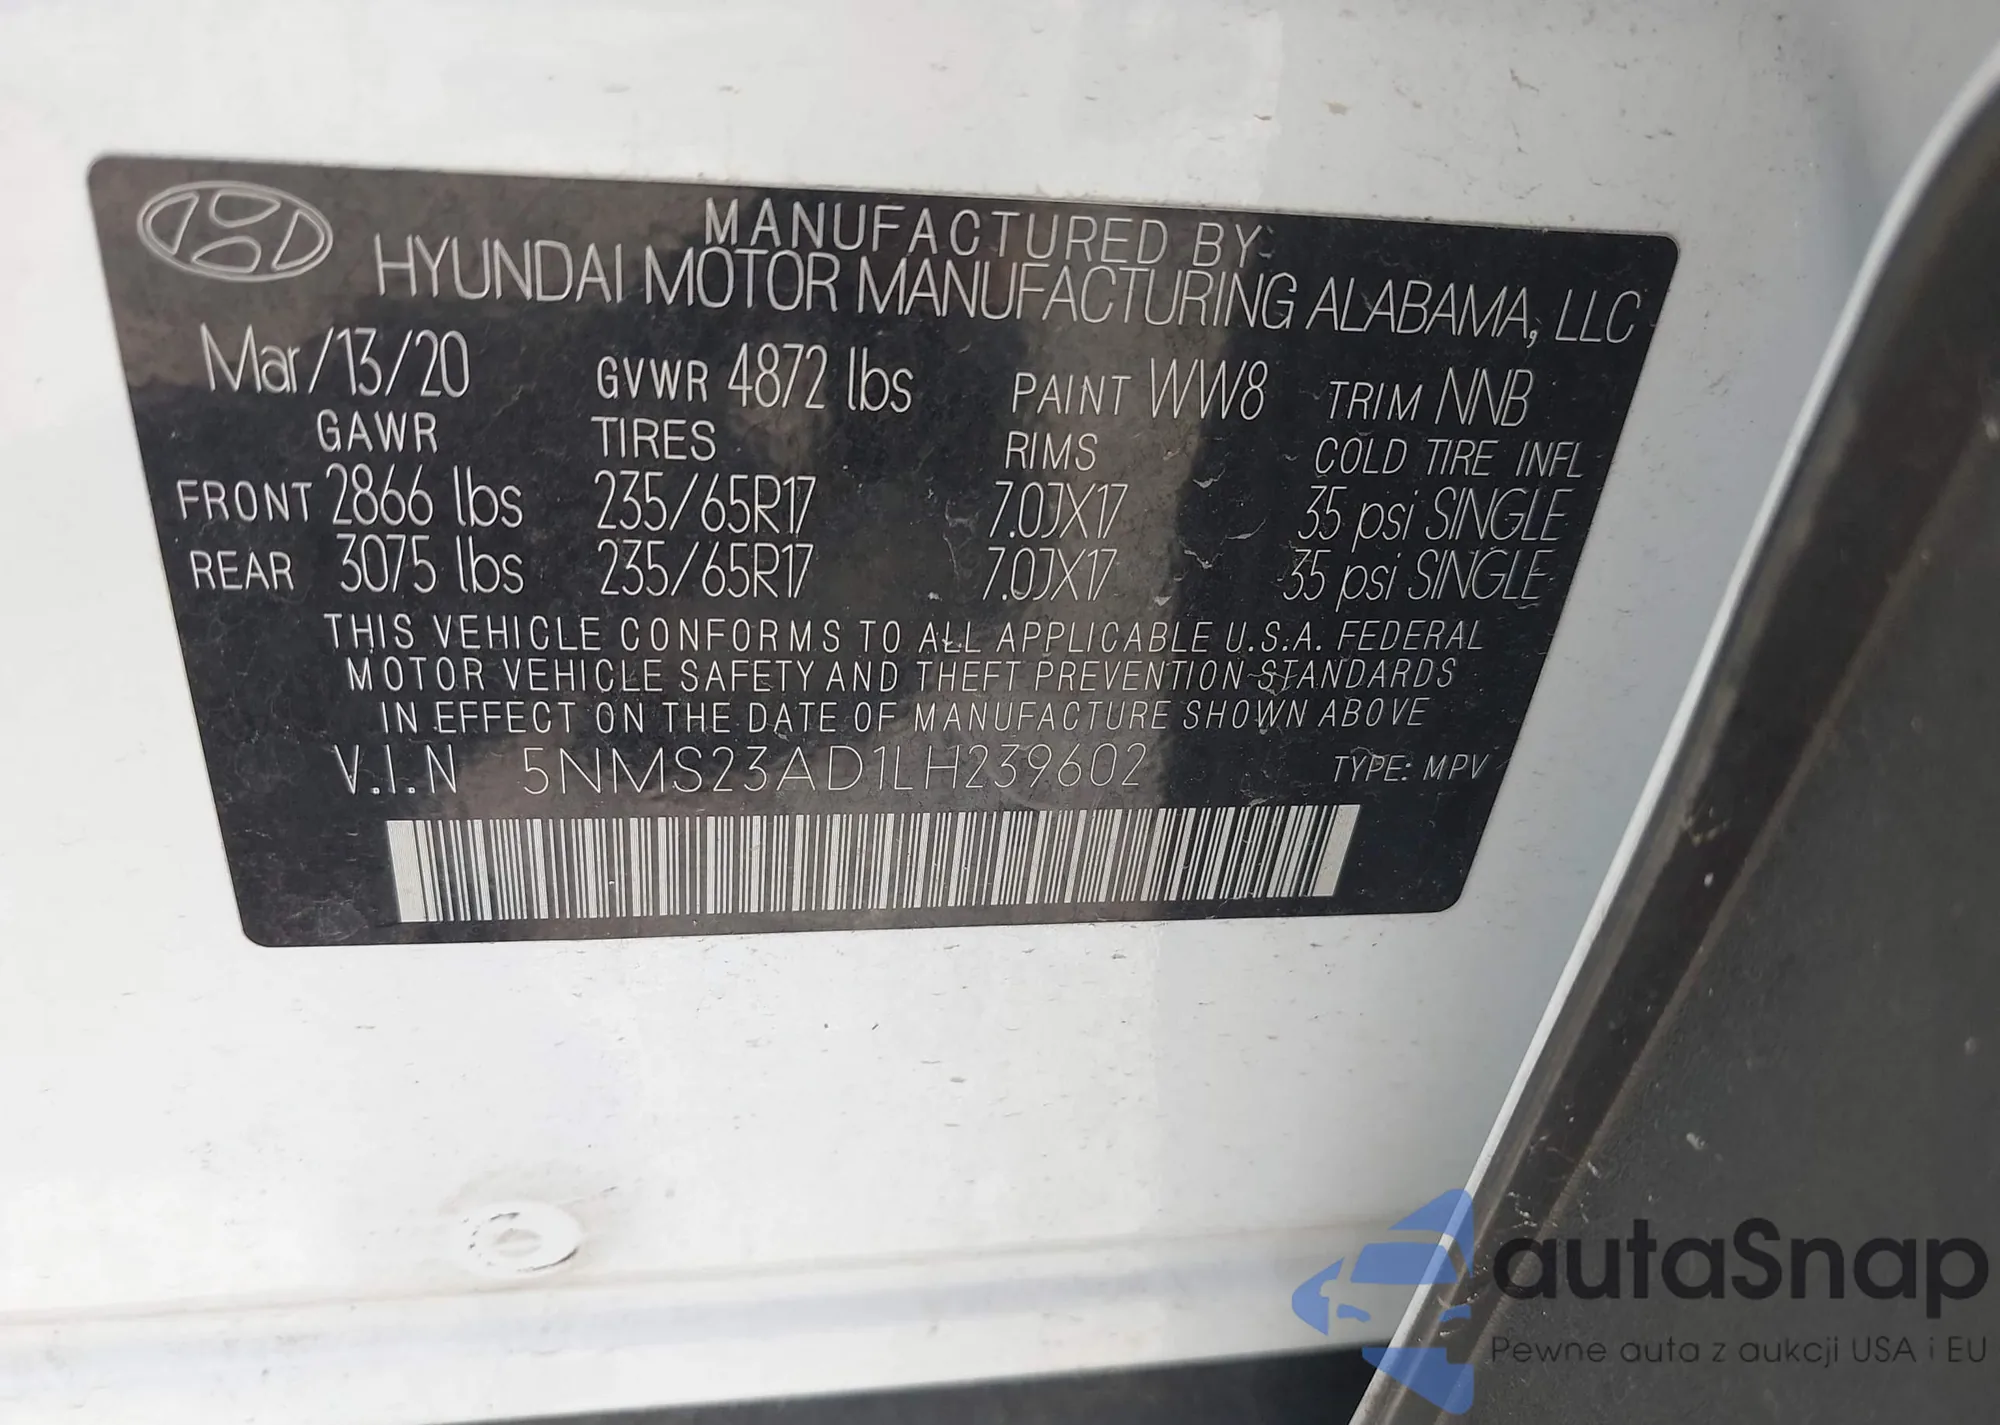 MANUFACTURED BY:
HYUNDAI MOTOR MANUFACTURING ALABAMA, LLC
Mar/13/20 GVWR 4872 lbs PAINT WW8 TRIM NNB
GAWR TIRES RIMS COLD TIRE INFL
FRONT 2866 lbs 235/65R17 7.0JX17 35 psi SINGLE
REAR 3075 lbs 235/65R17 7.0JX17 35 psi SINGLE
THIS VEHICLE CONFORMS TO ALL APPLICABLE U.S.A. FEDERAL
MOTOR VEHICLE SAFETY AND THEFT PREVENTION STANDARDS
IN EFFECT ON THE DATE OF MANUFACTURE SHOWN ABOVE
V.I.N 5NMS23AD1LH239602 TYPE: MPV
autaSnap
Pewne auta z aukcji USA i EU